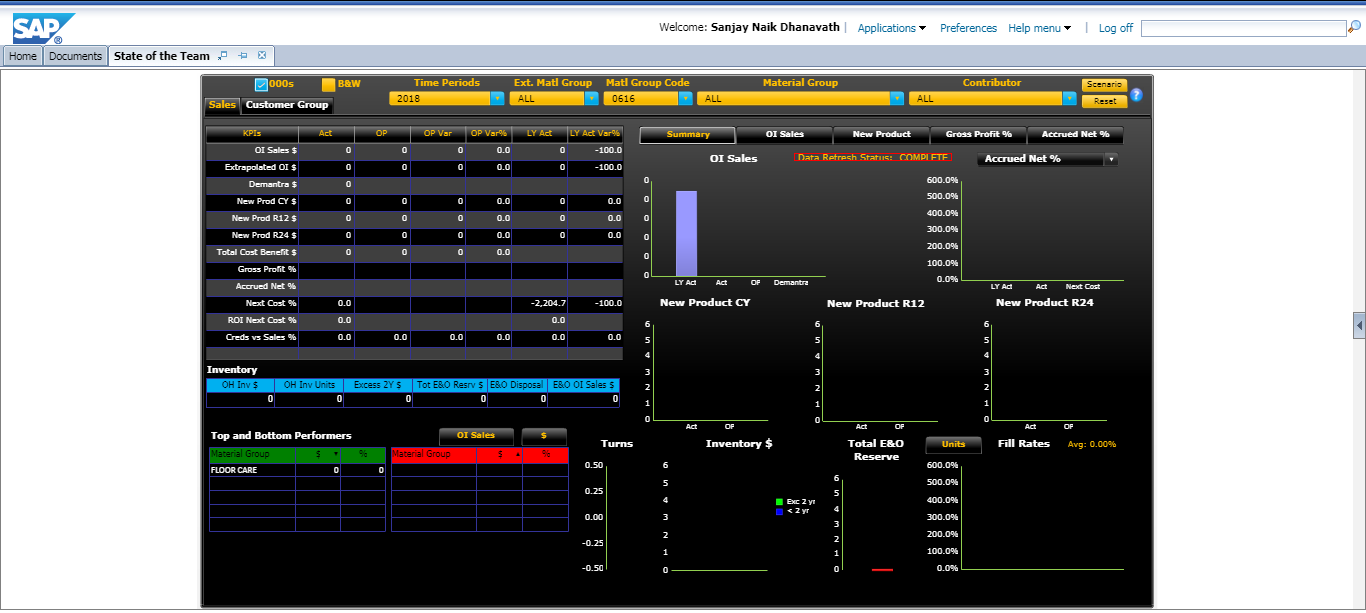 SAP ®
Welcome: Sanjay Naik Dhanavath | Applications Preferences Help menu | Log off
Home Documents State of the Team
000s B&W Time Periods Ext. Matl Group Matl Group Code Material Group Contributor Scenario
2018 ALL 0616 ALL ALL Reset ?
Sales Customer Group
KPIs Act OP OP Var OP Var% LY Act LY Act Var%
OI Sales $ 0 0 0 0.0 0 -100.0
Extrapolated OI $ 0 0 0 0.0 0 -100.0
Demantra $ 0
New Prod CY $ 0 0 0 0.0 0 0.0
New Prod R12 $ 0 0 0 0.0 0 0.0
New Prod R24 $ 0 0 0 0.0 0 0.0
Total Cost Benefit $ 0 0 0 0.0
Gross Profit %
Accrued Net %
Next Cost % 0.0 -2,204.7 -100.0
ROI Next Cost % 0.0 0.0
Creds vs Sales % 0.0 0.0 0.0 0.0 0.0 0.0
Inventory
OH Inv $ OH Inv Units Excess 2Y $ Tot E&O Resrv $ E&O Disposal E&O OI Sales $
0 0 0 0 0 0
Top and Bottom Performers OI Sales $
Material Group $ % Material Group $ %
FLOOR CARE 0 0
Summary OI Sales New Product Gross Profit % Accrued Net %
OI Sales Data Refresh Status: COMPLETE Accrued Net %
0
0
0
0
0
0
LY Act Act OP Demantra
600.0%
500.0%
400.0%
300.0%
200.0%
100.0%
0.0%
LY Act Act Next Cost
New Product CY New Product R12 New Product R24
6 6 6
5 5 5
4 4 4
3 3 3
2 2 2
1 1 1
0 0 0
Act OP Act OP Act OP
Turns
0.50
0.25
0.00
-0.25
-0.50
Inventory $
6
5
4
3
2
1
0
Exc 2 yr
< 2 yr
Total E&O
Reserve
6
5
4
3
2
1
0
Units Fill Rates Avg: 0.00%
600.0%
500.0%
400.0%
300.0%
200.0%
100.0%
0.0%